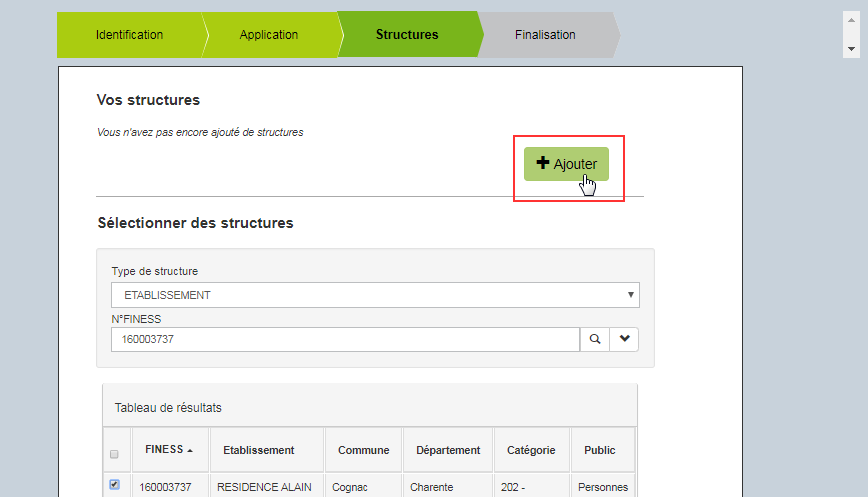 Identification Application Structures Finalisation
Vos structures
Vous n'avez pas encore ajouté de structures
Ajouter
Sélectionner des structures
Type de structure
ETABLISSEMENT
N°FINESS
160003737
Tableau de résultats
FINESS Etablissement Commune Département Catégorie Public
160003737 RESIDENCE ALAIN Cognac Charente 202 - Personnes